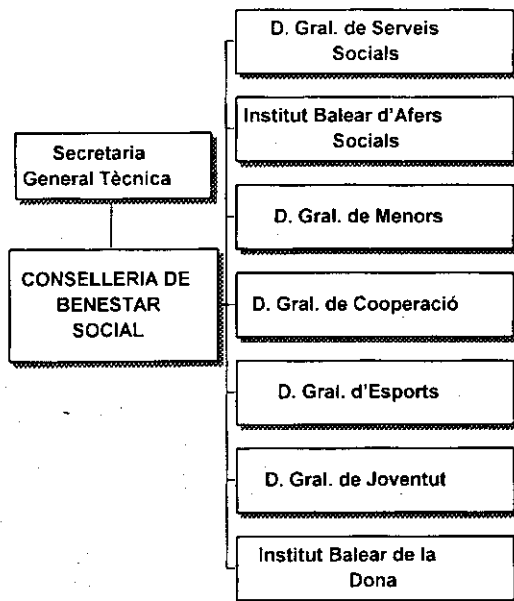 Secretaria
General Tècnica
CONSELLERIA DE
BENESTAR
SOCIAL
D. Gral. de Serveis
Socials
Institut Balear d'Afers
Socials
D. Gral. de Menors
D. Gral. de Cooperació
D. Gral. d'Esports
D. Gral. de Joventut
Institut Balear de la
Dona